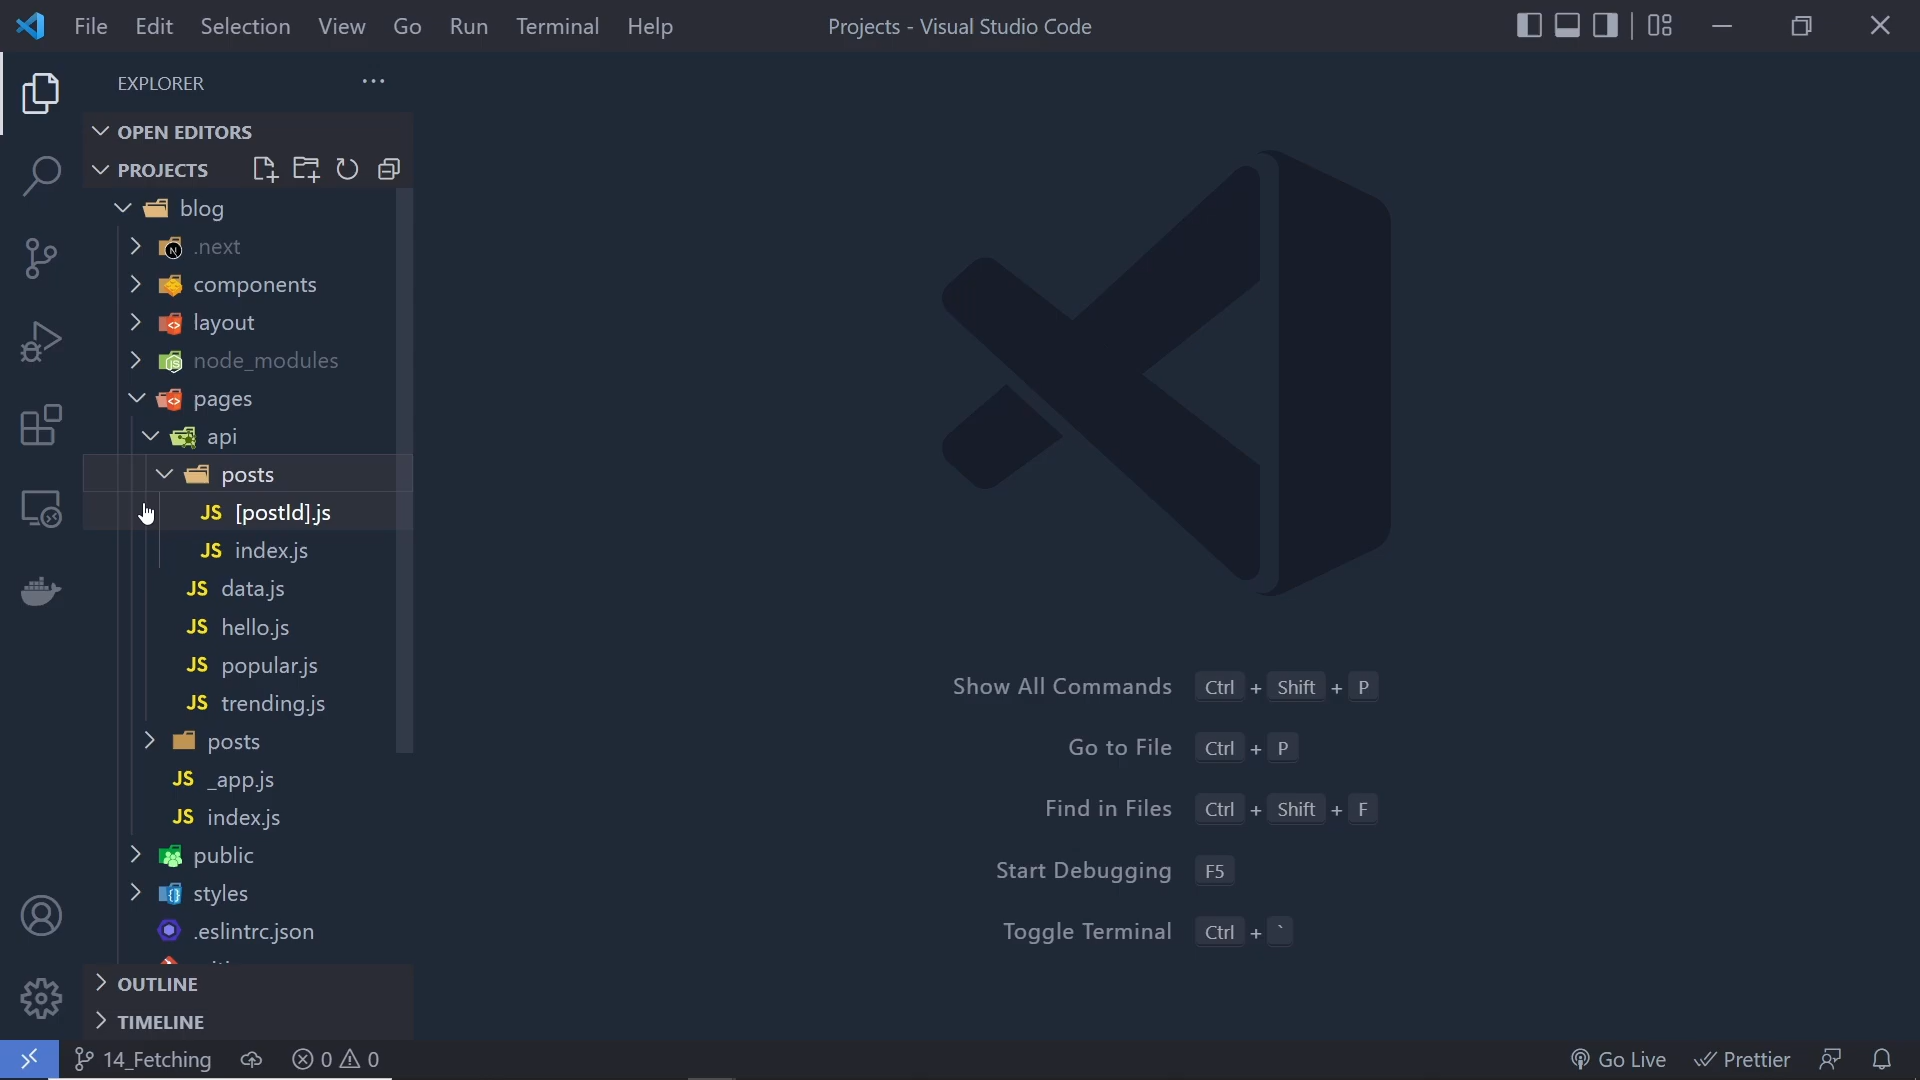 File Edit Selection View Go Run Terminal Help Projects - Visual Studio Code
EXPLORER
OPEN EDITORS
PROJECTS
blog
.next
components
layout
node_modules
pages
api
posts
JS [postId].js
JS index.js
JS data.js
JS hello.js
JS popular.js
JS trending.js
posts
JS _app.js
JS index.js
public
styles
.eslintrc.json
OUTLINE
TIMELINE
Show All Commands Ctrl + Shift + P
Go to File Ctrl + P
Find in Files Ctrl + Shift + F
Start Debugging F5
Toggle Terminal Ctrl + `
14_Fetching 0 0 Go Live Prettier